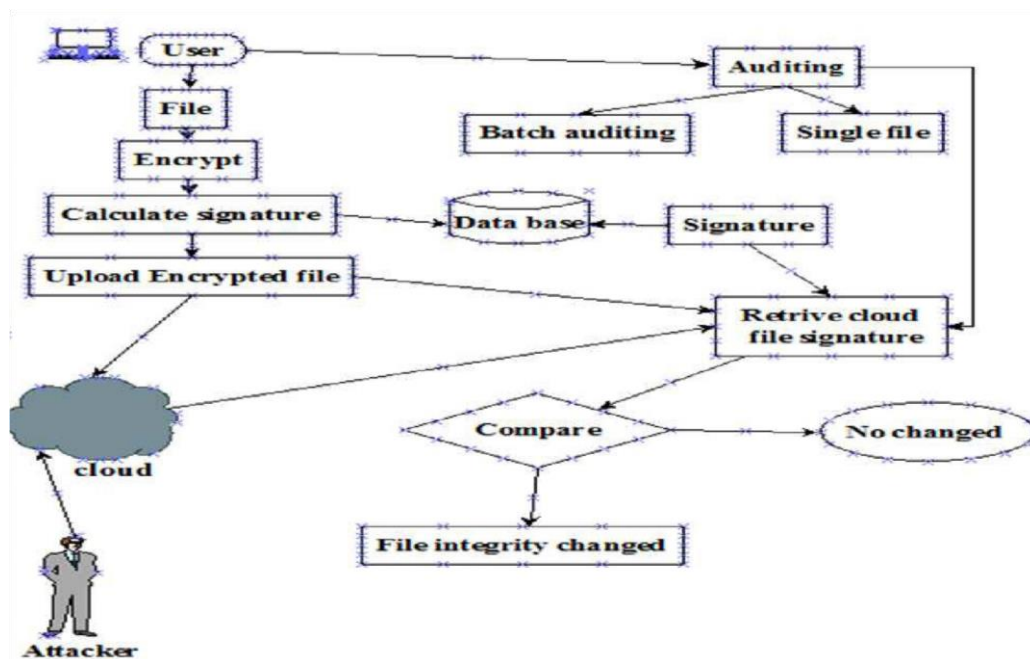 User
Auditing
File
Batch auditing
Single file
Encrypt
Calculate signature
Data base
Signature
Upload Encrypted file
Retrive cloud
file signature
Compare
No changed
cloud
File integrity changed
Attacker